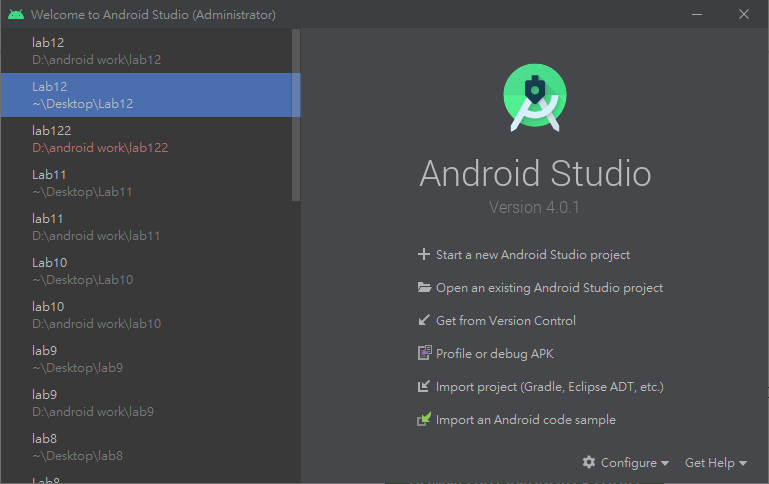 Welcome to Android Studio (Administrator)
lab12
D:\android work\lab12
Lab12
~\Desktop\Lab12
lab122
D:\android work\lab122
Lab11
~\Desktop\Lab11
lab11
D:\android work\lab11
Lab10
~\Desktop\Lab10
lab10
D:\android work\lab10
lab9
~\Desktop\lab9
lab9
D:\android work\lab9
lab8
~\Desktop\lab8
Lab8
Android Studio
Version 4.0.1
Start a new Android Studio project
Open an existing Android Studio project
Get from Version Control
Profile or debug APK
Import project (Gradle, Eclipse ADT, etc.)
Import an Android code sample
Configure
Get Help